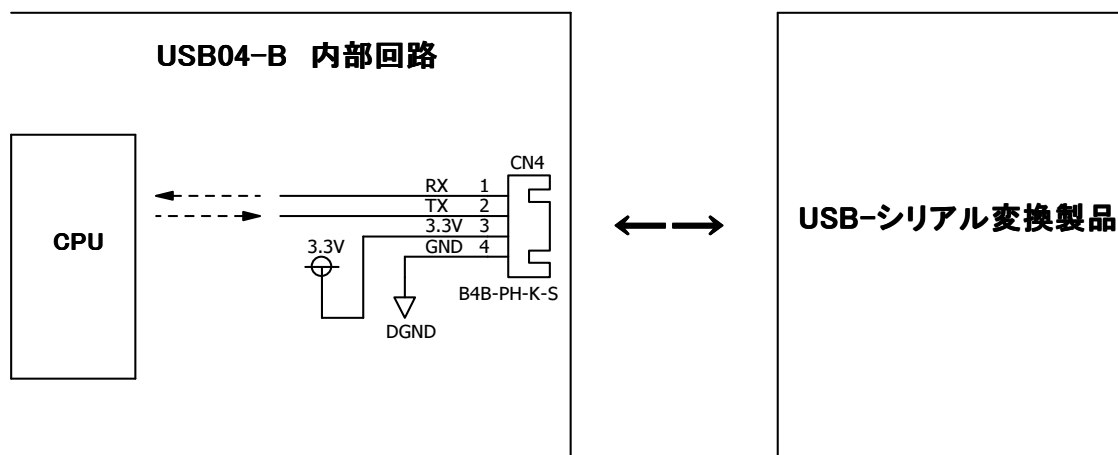 USB04-B 内部回路
CN4
RX 1
TX 2
CPU
3.3V 3
3.3V
GND 4
B4B-PH-K-S
DGND
USB-シリアル変換製品